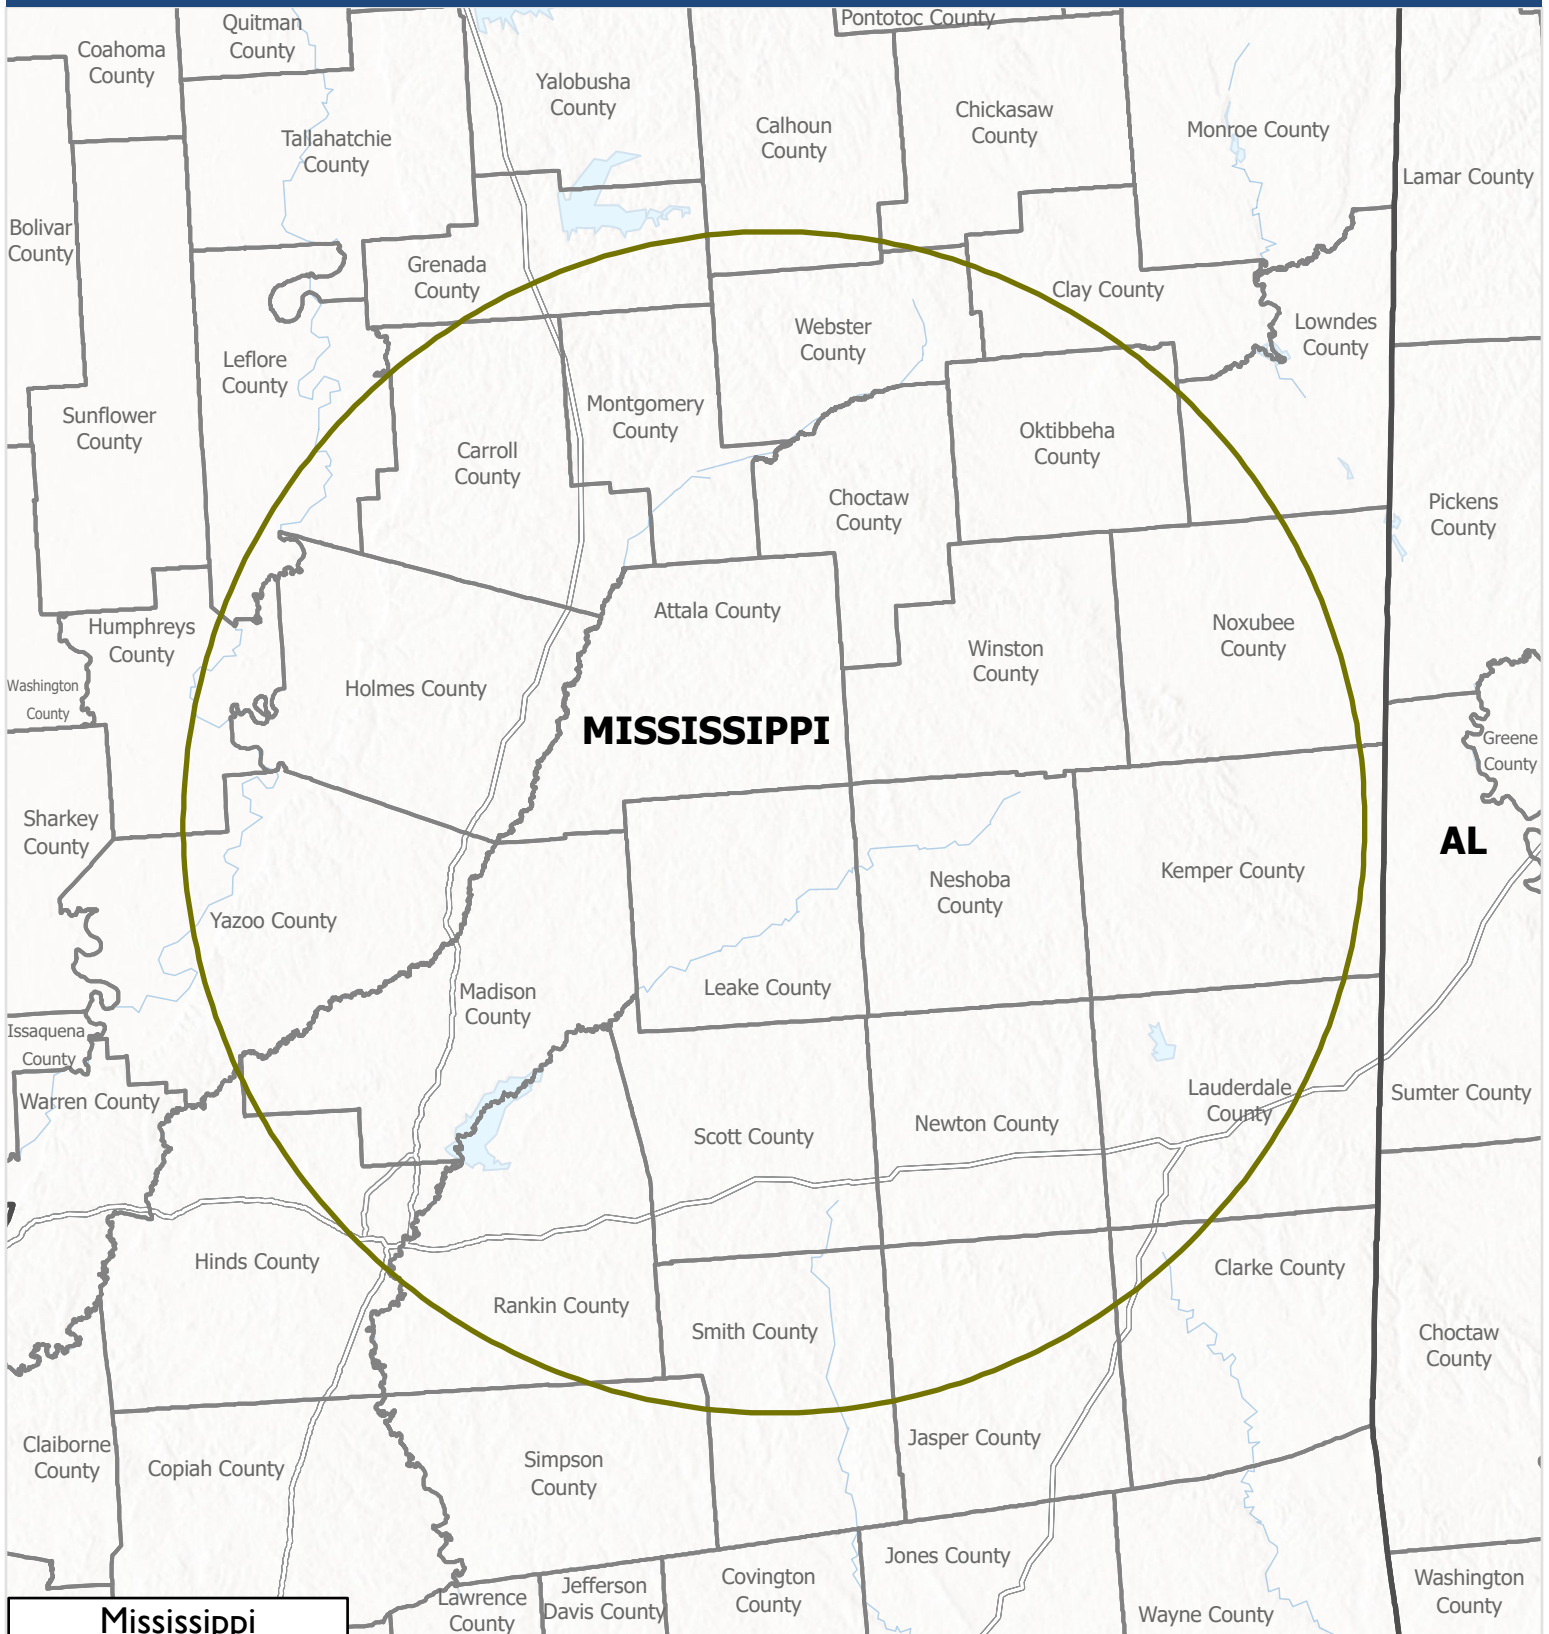 Quitman
County
Pontotoc County
Coahoma
County
Yalobusha
County
Calhoun
County
Chickasaw
County
Monroe County
Tallahatchie
County
Lamar County
Bolivar
County
Grenada
County
Clay County
Webster
County
Lowndes
County
Leflore
County
Sunflower
County
Montgomery
County
Carroll
County
Oktibbeha
County
Choctaw
County
Pickens
County
Attala County
Humphreys
County
Noxubee
County
Winston
County
Washington
County
Holmes County
MISSISSIPPI
Greene
County
Sharkey
County
AL
Neshoba
County
Kemper County
Yazoo County
Madison
County
Leake County
Issaquena
County
Warren County
Lauderdale
County
Sumter County
Scott County
Newton County
Hinds County
Clarke County
Rankin County
Smith County
Choctaw
County
Claiborne
County
Copiah County
Simpson
County
Jasper County
Jones County
Lawrence
County
Jefferson
Davis County
Covington
County
Wayne County
Washington
County
Mississippi